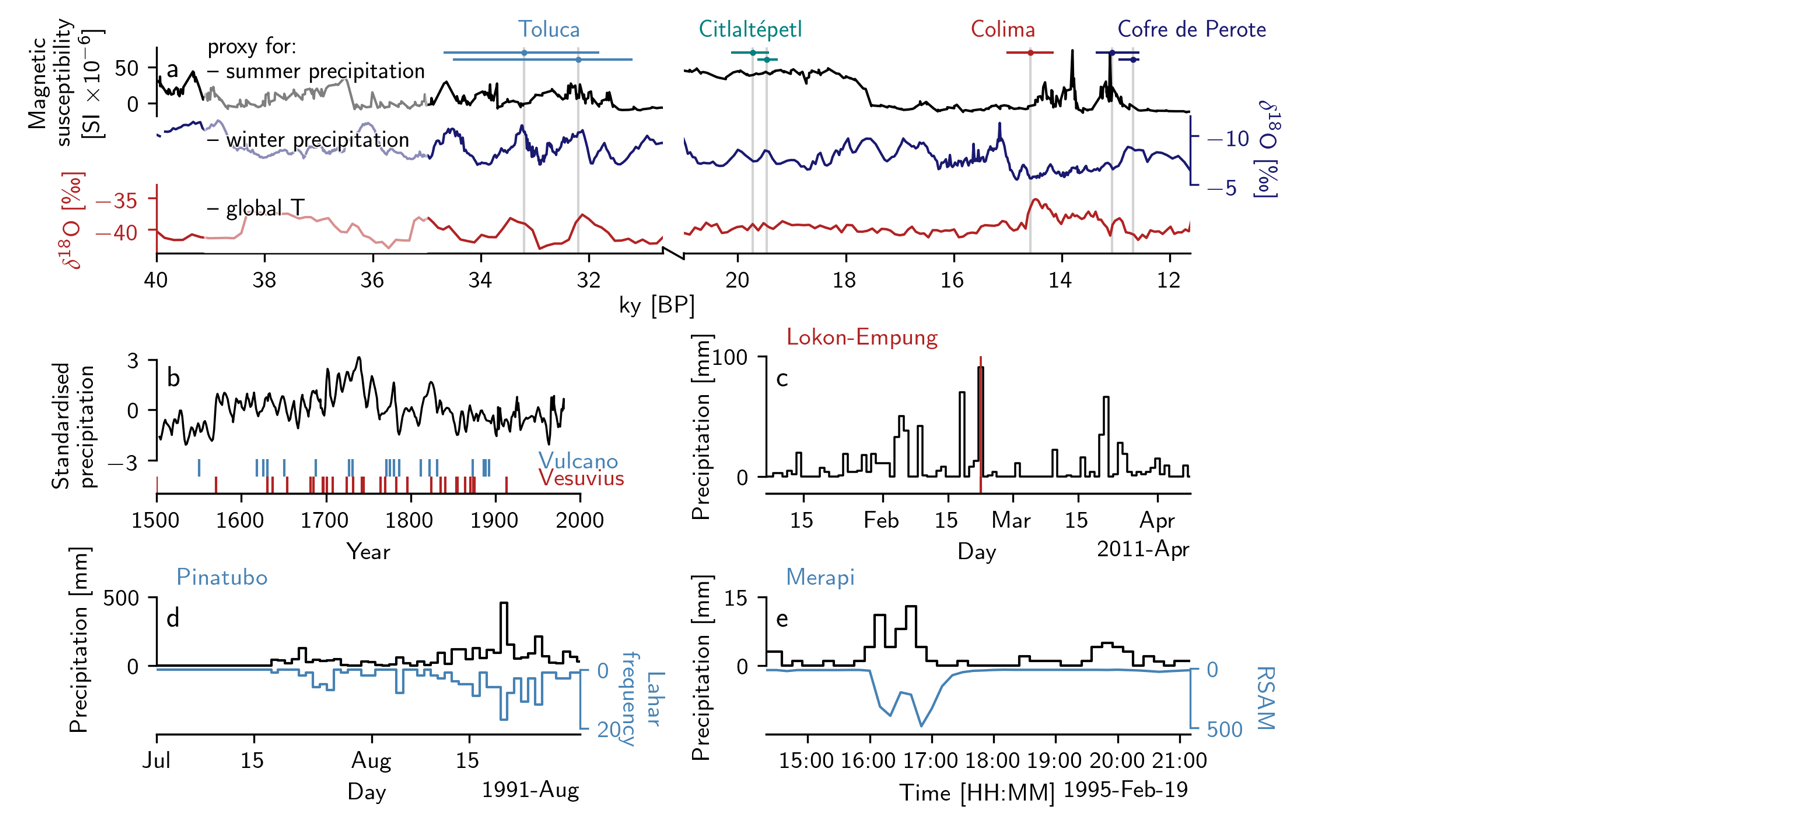 Toluca
Citlaltépetl
Colima
Cofre de Perote
Magnetic
susceptibility
[SI ×10⁻⁶]
50
0
a
proxy for:
– summer precipitation
– winter precipitation
– global T
−10
−5
δ¹⁸O [‰]
−35
−40
δ¹⁸O [‰]
40
38
36
34
32
20
18
16
14
12
ky [BP]
Standardised
precipitation
3
0
−3
b
Vulcano
Vesuvius
1500
1600
1700
1800
1900
2000
Year
Lokon-Empung
Precipitation [mm]
100
0
c
15
Feb
15
Mar
15
Apr
Day
2011-Apr
Pinatubo
Precipitation [mm]
500
0
d
0
20
Lahar
frequency
Jul
15
Aug
15
Day
1991-Aug
Merapi
Precipitation [mm]
15
0
e
0
500
RSAM
15:00
16:00
17:00
18:00
19:00
20:00
21:00
Time [HH:MM]
1995-Feb-19